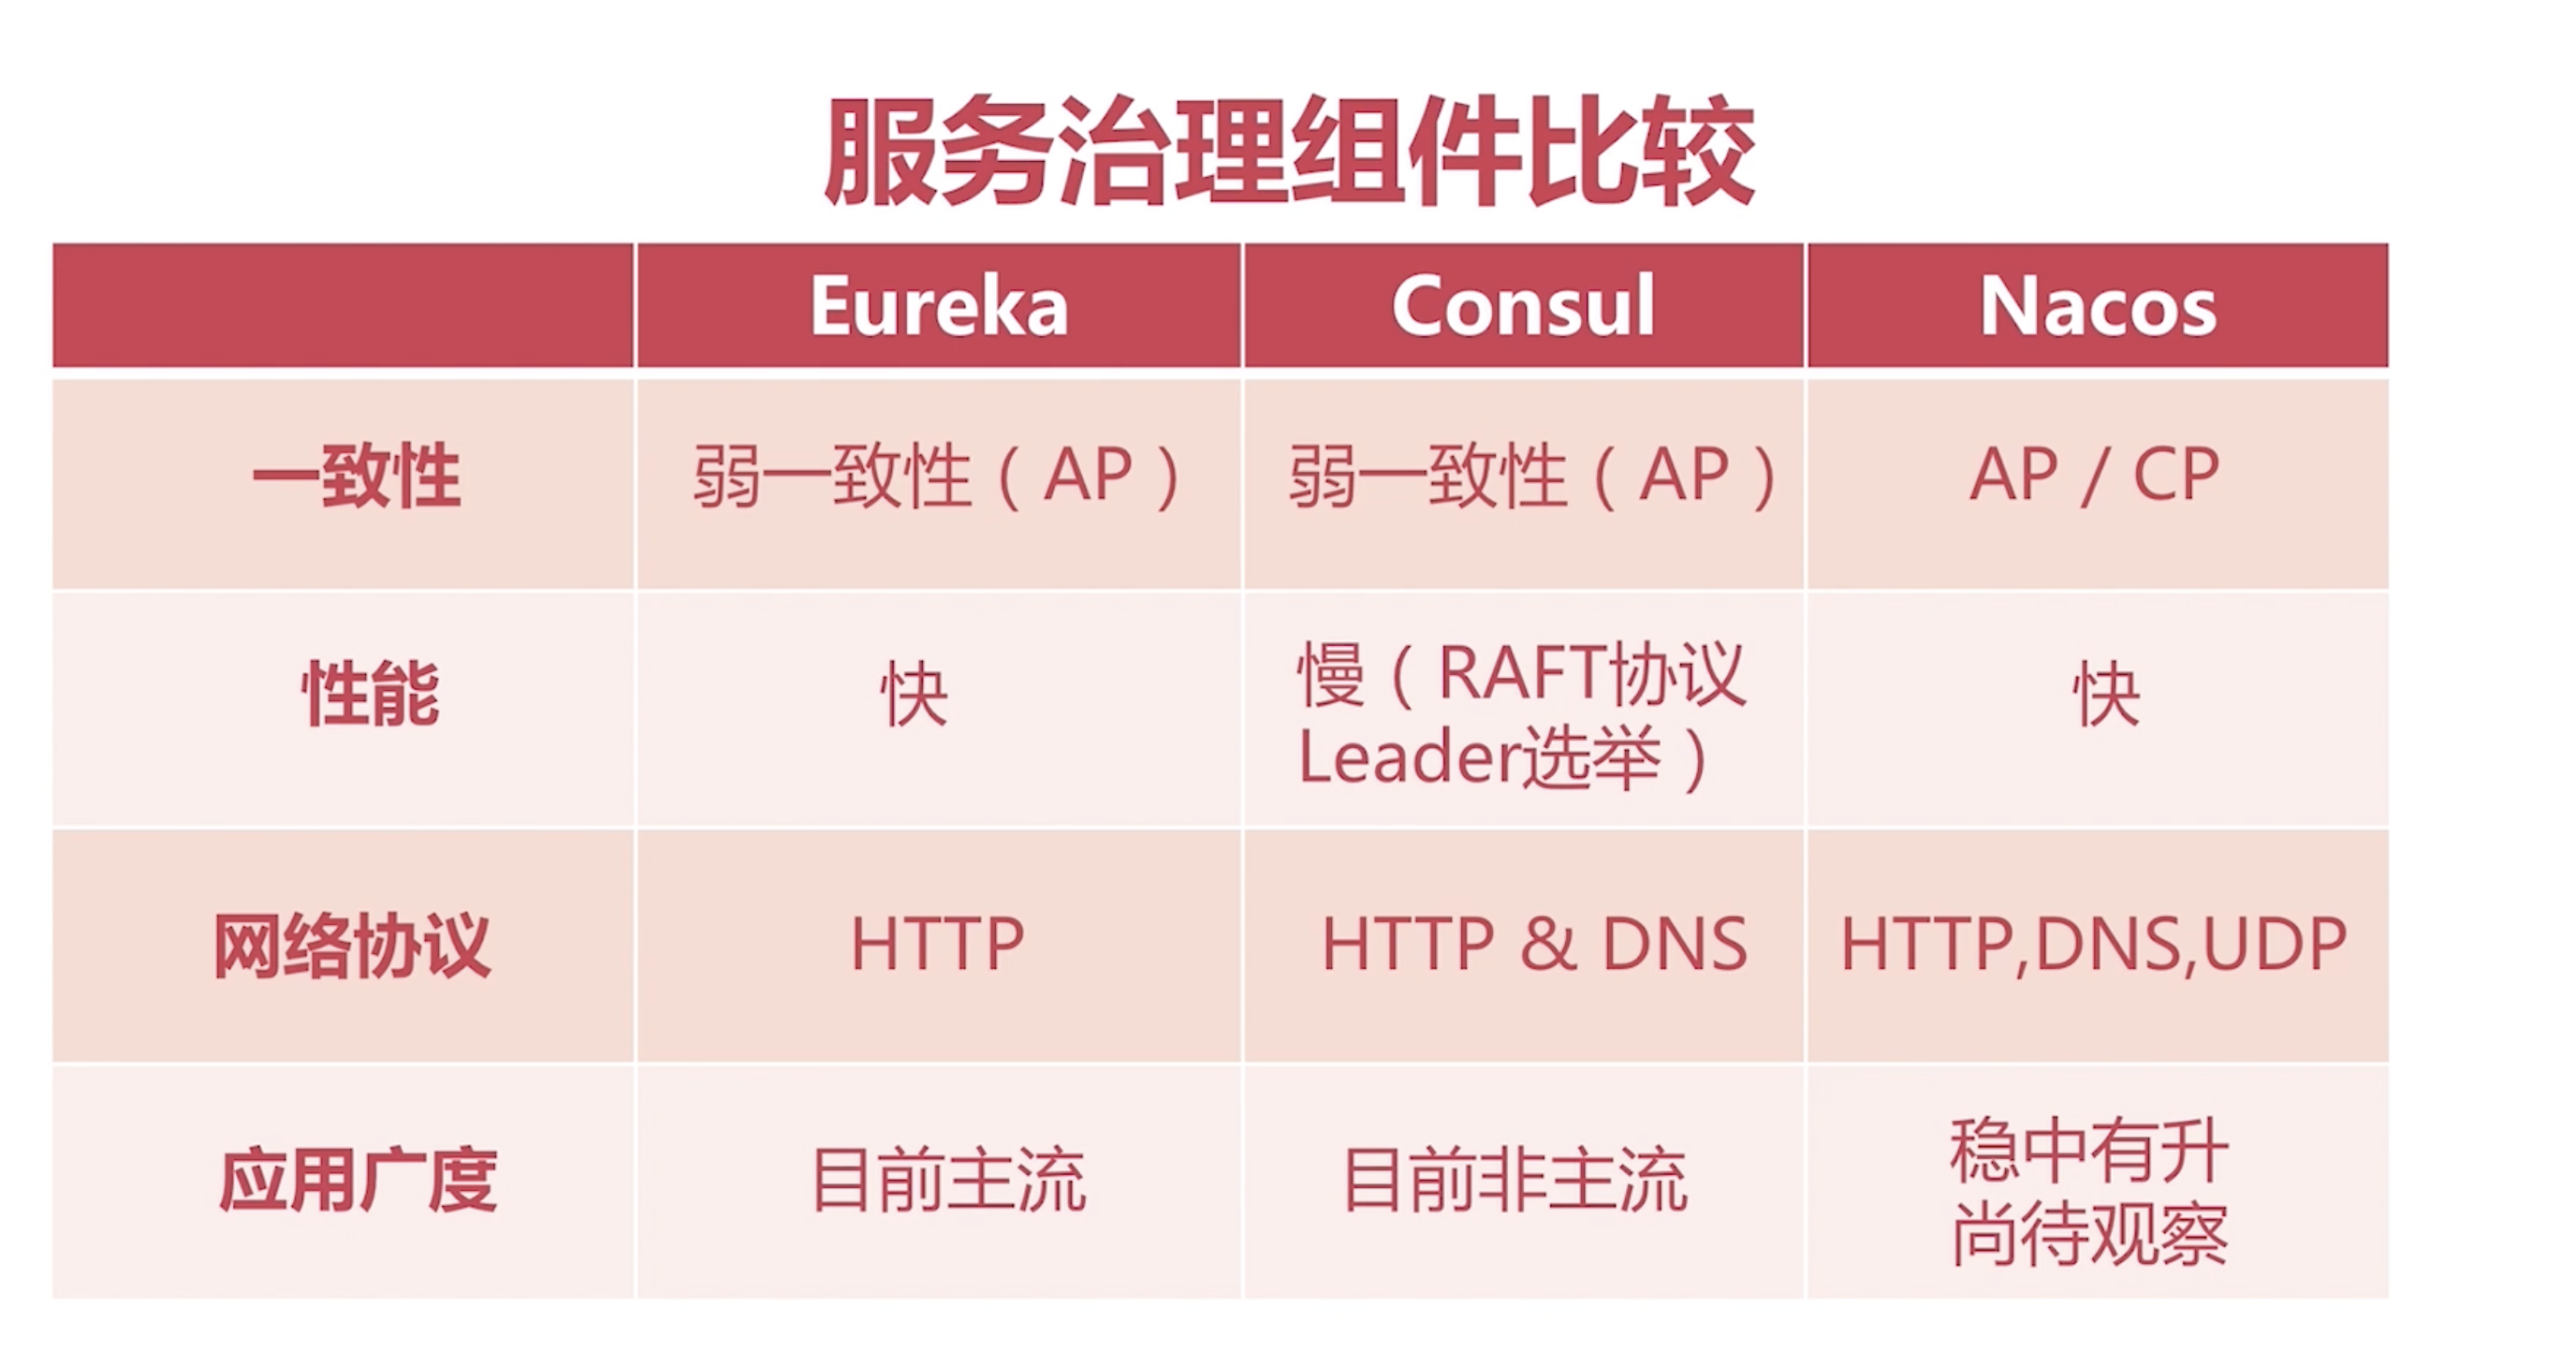 服务治理组件比较
Eureka Consul Nacos
一致性 弱一致性（AP） 弱一致性（AP） AP / CP
性能 快 慢（RAFT协议 快
Leader选举）
网络协议 HTTP HTTP & DNS HTTP,DNS,UDP
应用广度 目前主流 目前非主流 稳中有升
尚待观察